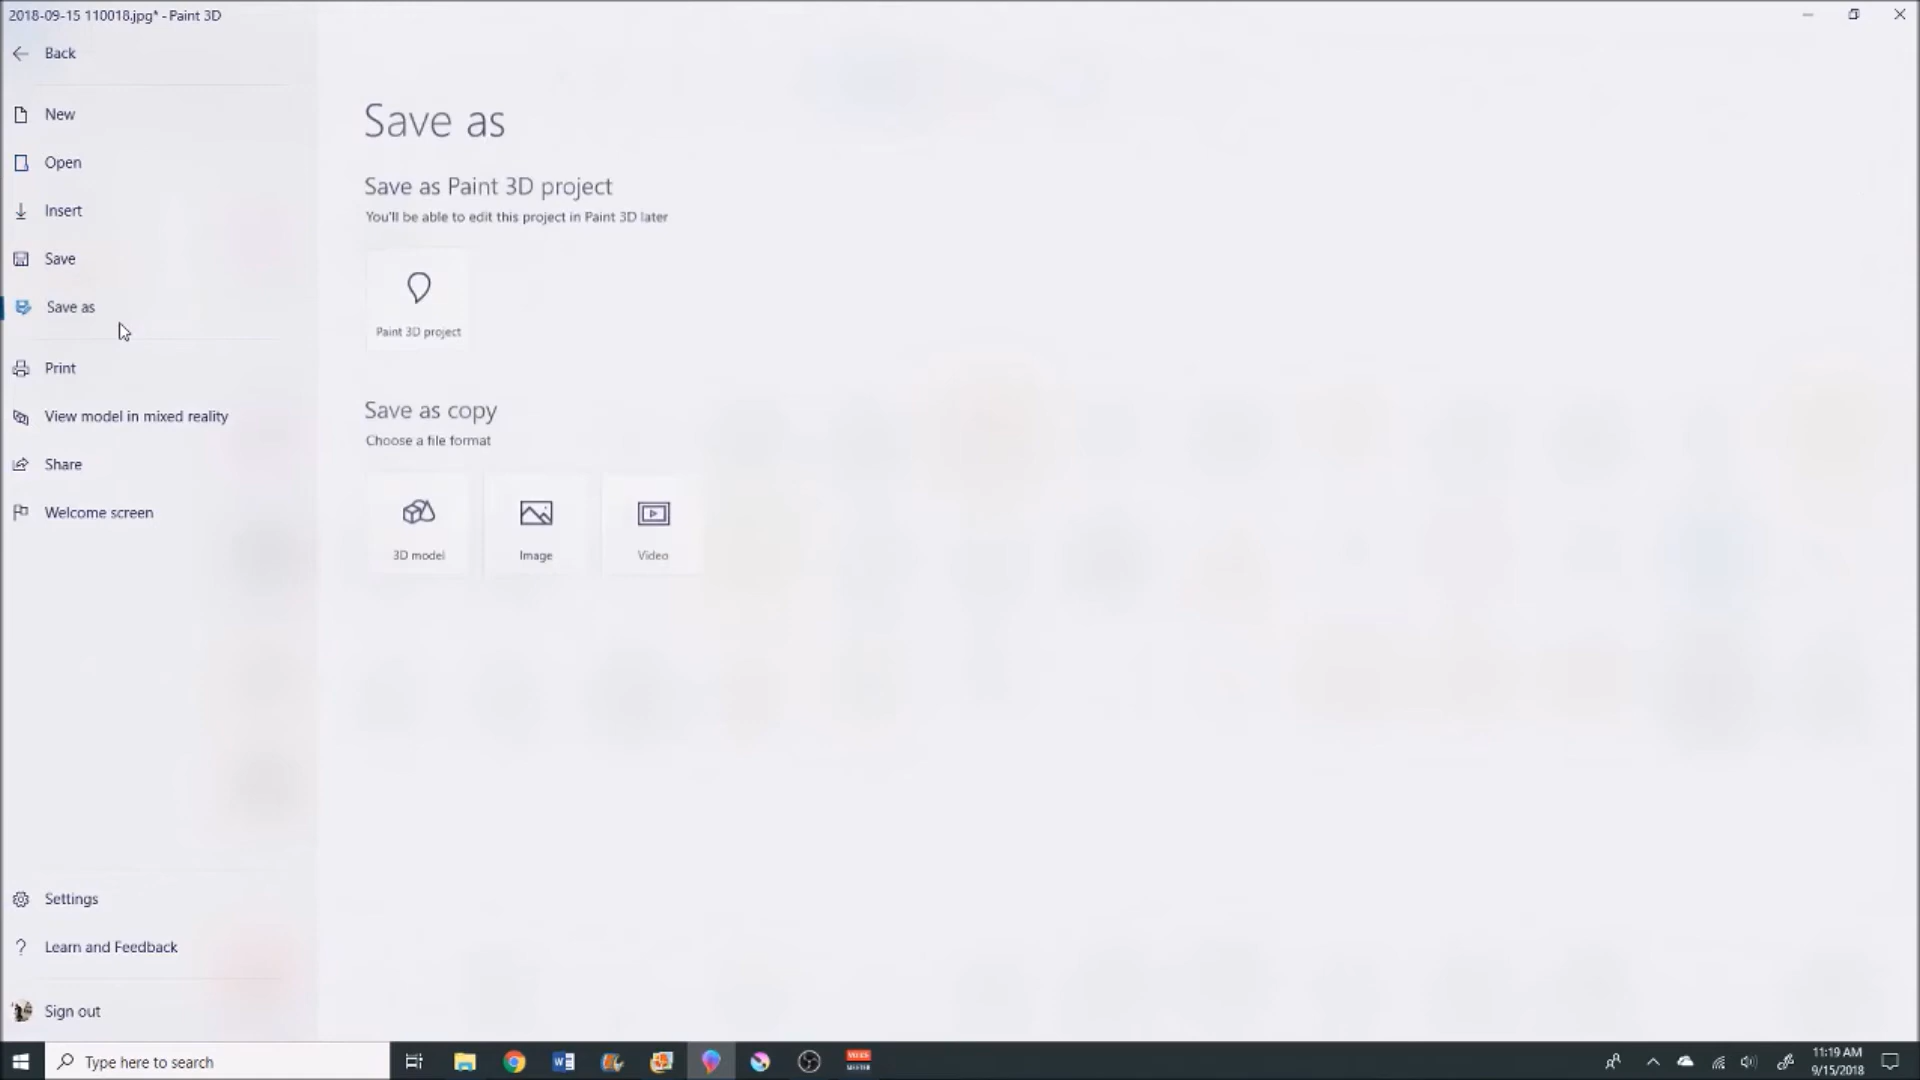 2018-09-15 110018.jpg* - Paint 3D
Back
New
Open
Insert
Save
Save as
Print
View model in mixed reality
Share
Welcome screen
Settings
Learn and Feedback
Sign out
Save as
Save as Paint 3D project
You'll be able to edit this project in Paint 3D later
Paint 3D project
Save as copy
Choose a file format
3D model
Image
Video
Type here to search
11:19 AM
9/15/2018